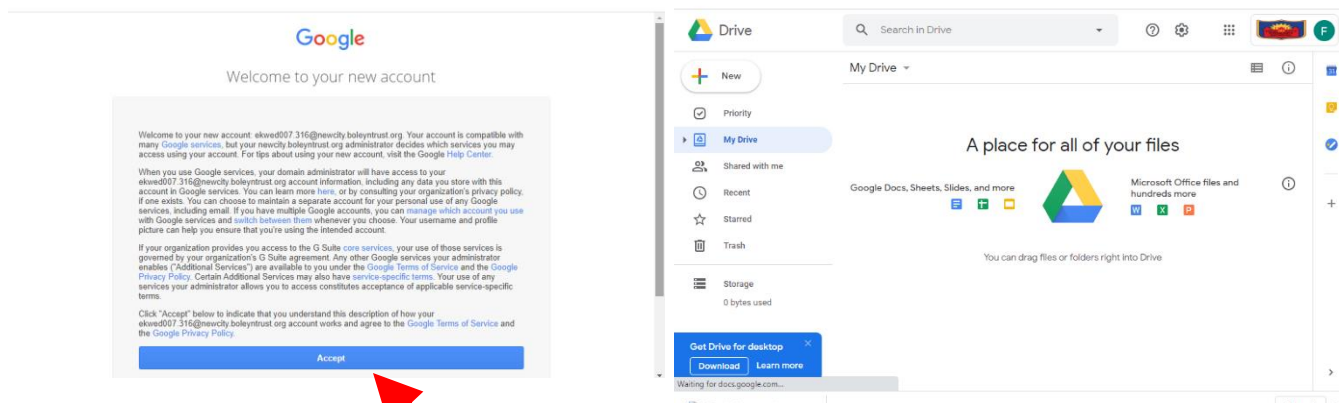 Google
Welcome to your new account
Welcome to your new account: ekwed007.316@newcity.boleyntrust.org. Your account is compatible with
many Google services, but your newcity.boleyntrust.org administrator decides which services you may
access using your account. For tips about using your new account, visit the Google Help Center.
When you use Google services, your domain administrator will have access to your
ekwed007.316@newcity.boleyntrust.org account information, including any data you store with this
account in Google services. You can learn more here, or by consulting your organization's privacy policy,
if one exists. You can choose to maintain a separate account for your personal use of any Google
services, including email. If you have multiple Google accounts, you can manage which account you use
with Google services and switch between them whenever you choose. Your username and profile
picture can help you ensure that you're using the intended account.
If your organization provides you access to the G Suite core services, your use of those services is
governed by your organization's G Suite agreement. Any other Google services your administrator
enables ("Additional Services") are available to you under the Google Terms of Service and the Google
Privacy Policy. Certain Additional Services may also have service-specific terms. Your use of any
services your administrator allows you to access constitutes acceptance of applicable service-specific
terms.
Click "Accept" below to indicate that you understand this description of how your
ekwed007.316@newcity.boleyntrust.org account works and agree to the Google Terms of Service and
the Google Privacy Policy.
Accept
Drive
Search in Drive
F
New
My Drive
Priority
My Drive
Shared with me
Recent
Starred
Trash
Storage
0 bytes used
Get Drive for desktop
Download Learn more
Waiting for docs.google.com...
A place for all of your files
Google Docs, Sheets, Slides, and more
Microsoft Office files and
hundreds more
W X P
You can drag files or folders right into Drive